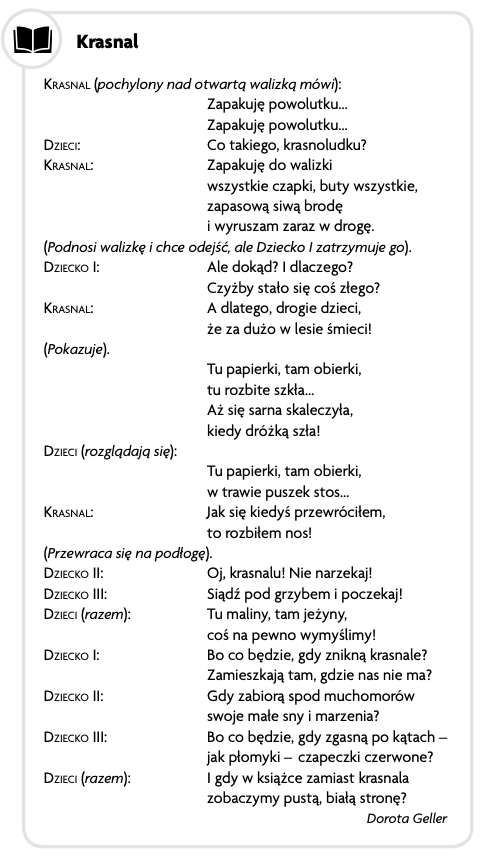 Krasnal
Krasnal (pochylony nad otwartą walizką mówi):
Zapakuję powolutku...
Zapakuję powolutku...
Dzieci: Co takiego, krasnoludku?
Krasnal: Zapakuję do walizki
wszystkie czapki, buty wszystkie,
zapasową siwą brodę
i wyruszam zaraz w drogę.
(Podnosi walizkę i chce odejść, ale Dziecko I zatrzymuje go).
Dziecko I: Ale dokąd? I dlaczego?
Czyżby stało się coś złego?
Krasnal: A dlatego, drogie dzieci,
że za dużo w lesie śmieci!
(Pokazuje).
Tu papierki, tam obierki,
tu rozbite szkła...
Aż się sarna skaleczyła,
kiedy dróżką szła!
Dzieci (rozglądają się):
Tu papierki, tam obierki,
w trawie puszek stos...
Krasnal: Jak się kiedyś przewróciłem,
to rozbiłem nos!
(Przewraca się na podłogę).
Dziecko II: Oj, krasnalu! Nie narzekaj!
Dziecko III: Siądź pod grzybem i poczekaj!
Dzieci (razem): Tu maliny, tam jeżyny,
coś na pewno wymyślimy!
Dziecko I: Bo co będzie, gdy znikną krasnale?
Zamieszkają tam, gdzie nas nie ma?
Dziecko II: Gdy zabiorą spod muchomorów
swoje małe sny i marzenia?
Dziecko III: Bo co będzie, gdy zgasną po kątach –
jak płomyki – czapeczki czerwone?
Dzieci (razem): I gdy w książce zamiast krasnala
zobaczymy pustą, białą stronę?
Dorota Geller